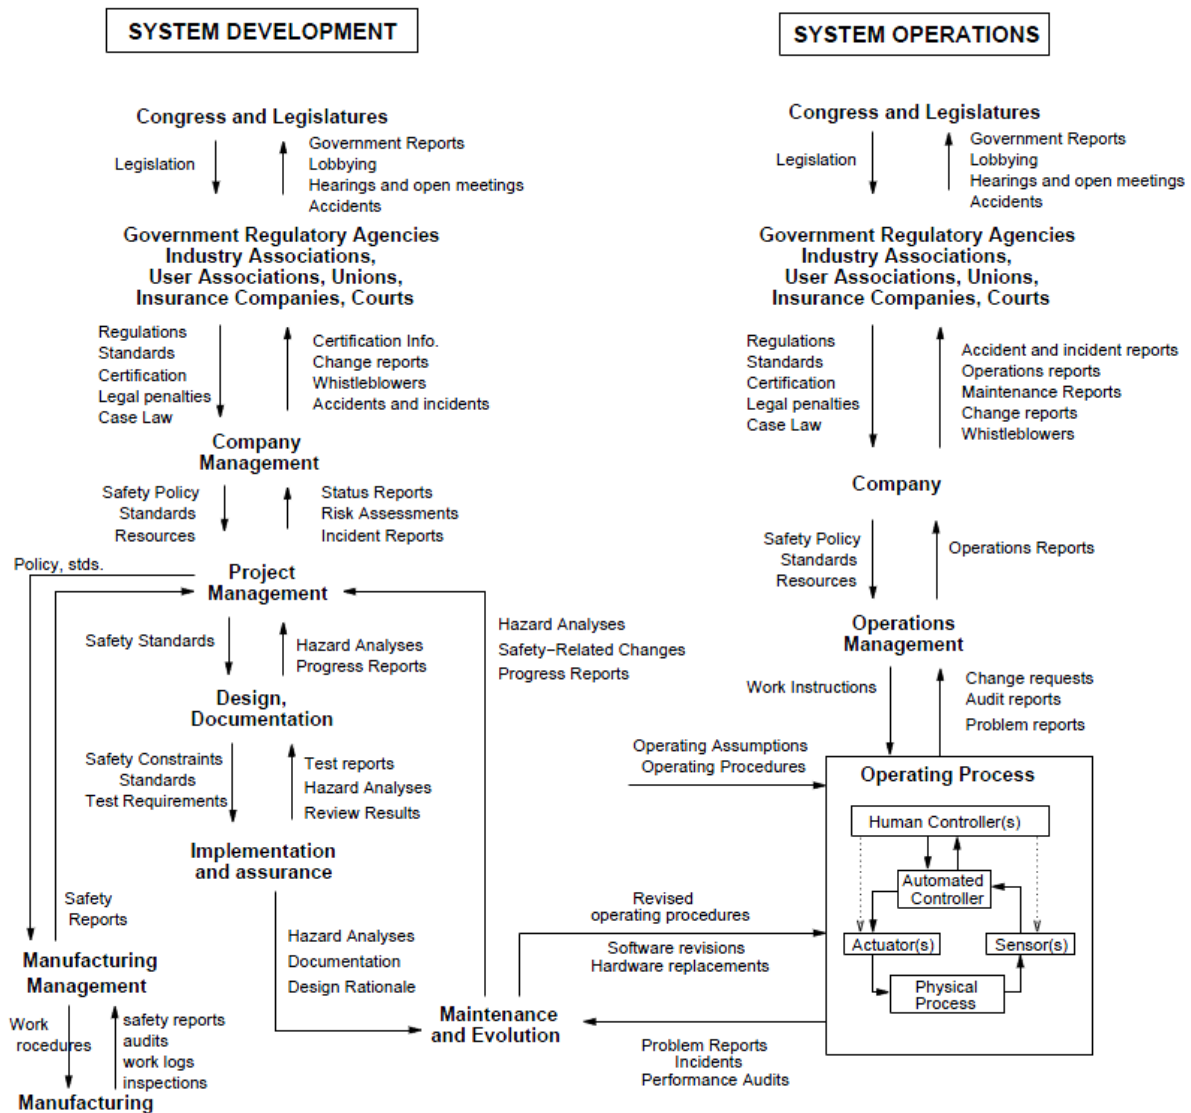 SYSTEM DEVELOPMENT
Congress and Legislatures
Legislation
Government Reports
Lobbying
Hearings and open meetings
Accidents
Government Regulatory Agencies
Industry Associations,
User Associations, Unions,
Insurance Companies, Courts
Regulations
Standards
Certification
Legal penalties
Case Law
Certification Info.
Change reports
Whistleblowers
Accidents and incidents
Company
Management
Safety Policy
Standards
Resources
Status Reports
Risk Assessments
Incident Reports
Policy, stds.
Project
Management
Safety Standards
Hazard Analyses
Progress Reports
Hazard Analyses
Safety−Related Changes
Progress Reports
Design,
Documentation
Safety Constraints
Standards
Test Requirements
Test reports
Hazard Analyses
Review Results
Implementation
and assurance
Safety
Reports
Hazard Analyses
Documentation
Design Rationale
Manufacturing
Management
Work
rocedures
safety reports
audits
work logs
inspections
Manufacturing
Maintenance
and Evolution
SYSTEM OPERATIONS
Congress and Legislatures
Legislation
Government Reports
Lobbying
Hearings and open meetings
Accidents
Government Regulatory Agencies
Industry Associations,
User Associations, Unions,
Insurance Companies, Courts
Regulations
Standards
Certification
Legal penalties
Case Law
Accident and incident reports
Operations reports
Maintenance Reports
Change reports
Whistleblowers
Company
Safety Policy
Standards
Resources
Operations Reports
Operations
Management
Work Instructions
Change requests
Audit reports
Problem reports
Operating Assumptions
Operating Procedures
Operating Process
Human Controller(s)
Automated
Controller
Actuator(s)
Sensor(s)
Physical
Process
Revised
operating procedures
Software revisions
Hardware replacements
Problem Reports
Incidents
Performance Audits